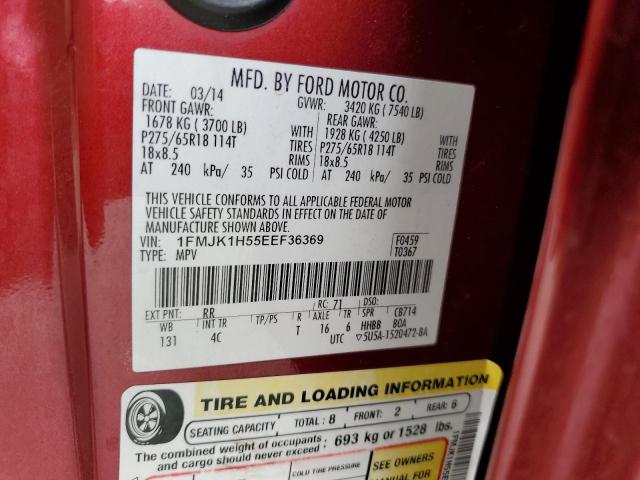 MFD. BY FORD MOTOR CO.
DATE: 03/14 GVWR: 3420 KG ( 7540 LB)
FRONT GAWR: REAR GAWR:
1678 KG ( 3700 LB) WITH 1928 KG ( 4250 LB) WITH
P275/65R18 114T TIRES P275/65R18 114T TIRES
18x8.5 RIMS 18x8.5 RIMS
AT 240 kPa/ 35 PSI COLD AT 240 kPa/ 35 PSI COLD
THIS VEHICLE CONFORMS TO ALL APPLICABLE FEDERAL MOTOR
VEHICLE SAFETY STANDARDS IN EFFECT ON THE DATE OF
MANUFACTURE SHOWN ABOVE.
VIN: 1FMJK1H55EEF36369 F0459
TYPE: MPV T0367
EXT PNT: RR RC: 71 DSO:
WB INT TR TP/PS R AXLE TR SPR CB714
131 4C T 16 6 HHBB BOA
UTC 5U5A-1520472-BA
TIRE AND LOADING INFORMATION
SEATING CAPACITY TOTAL: 8 FRONT: 2 REAR: 6
The combined weight of occupants
and cargo should never exceed : 693 kg or 1528 lbs.
COLD TIRE PRESSURE SEE OWNERS
MANUAL FOR